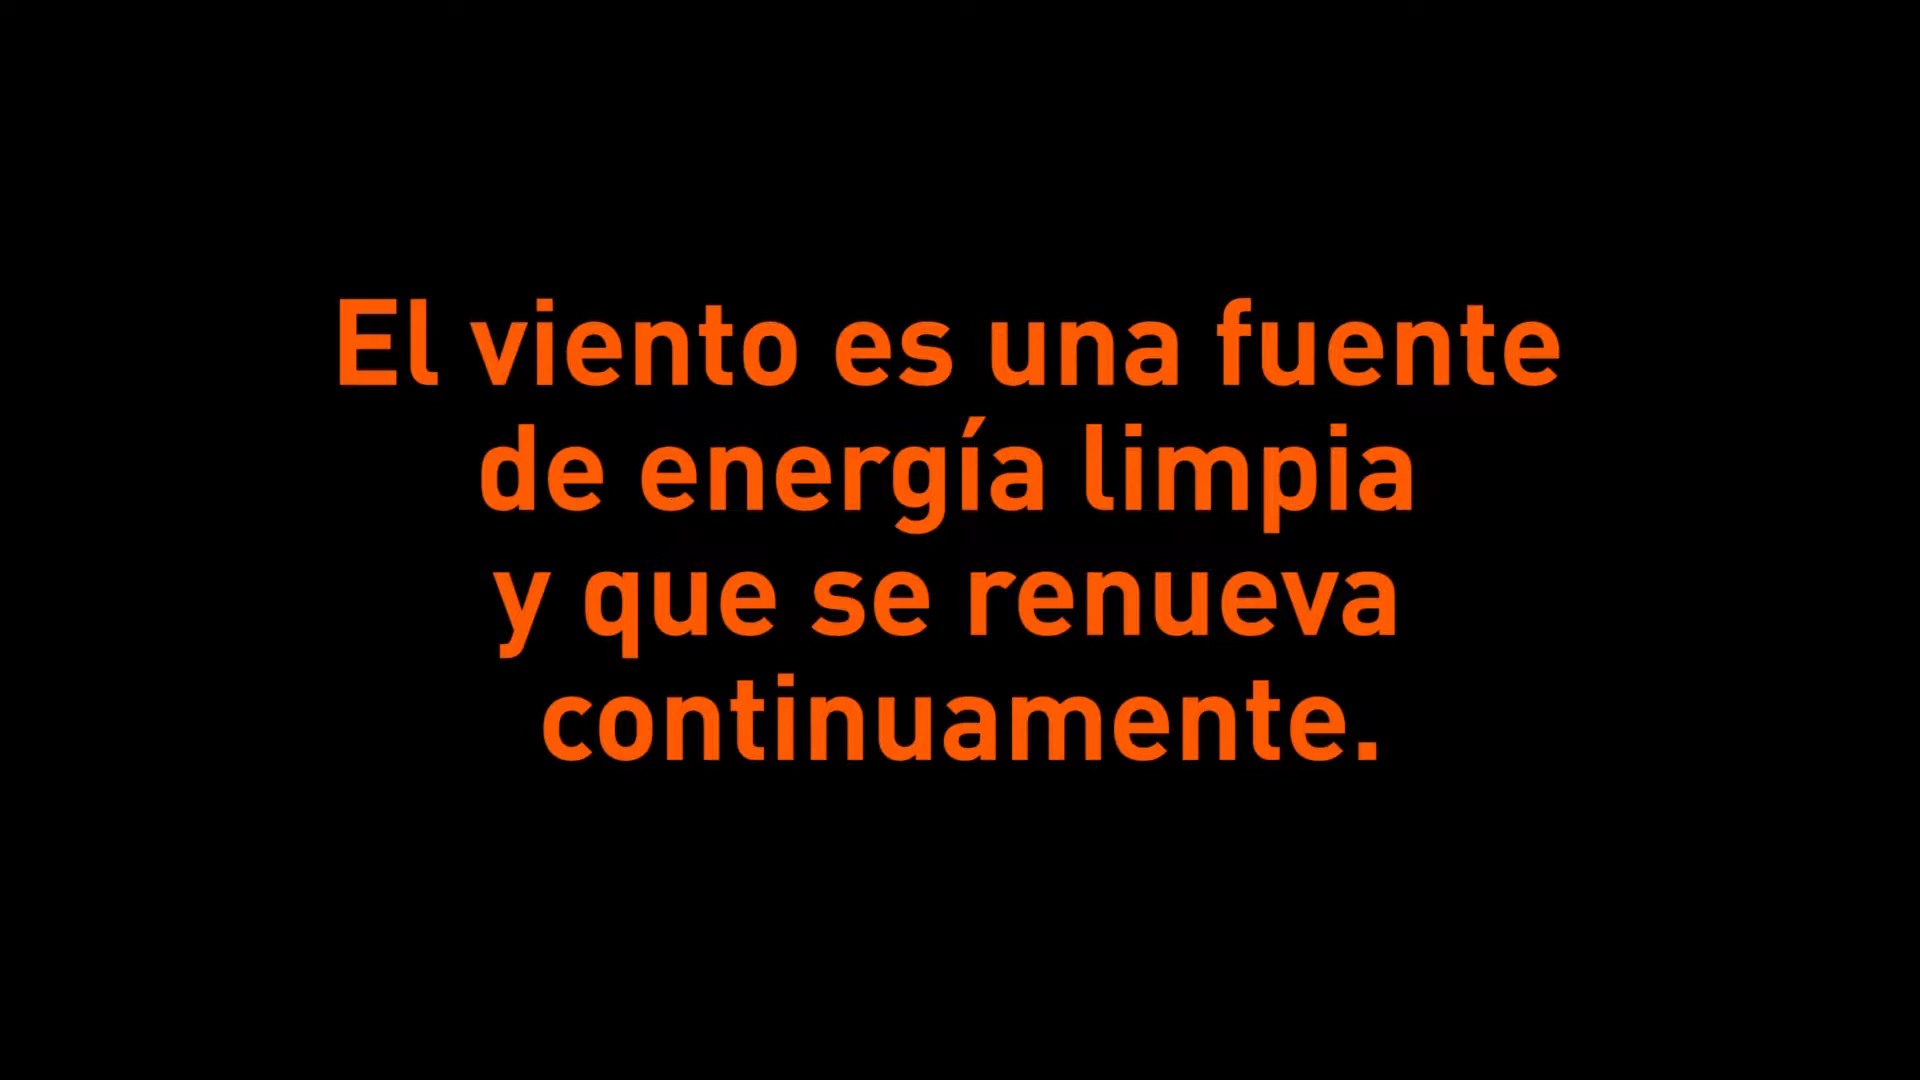 El viento es una fuente
de energía limpia
y que se renueva
continuamente.